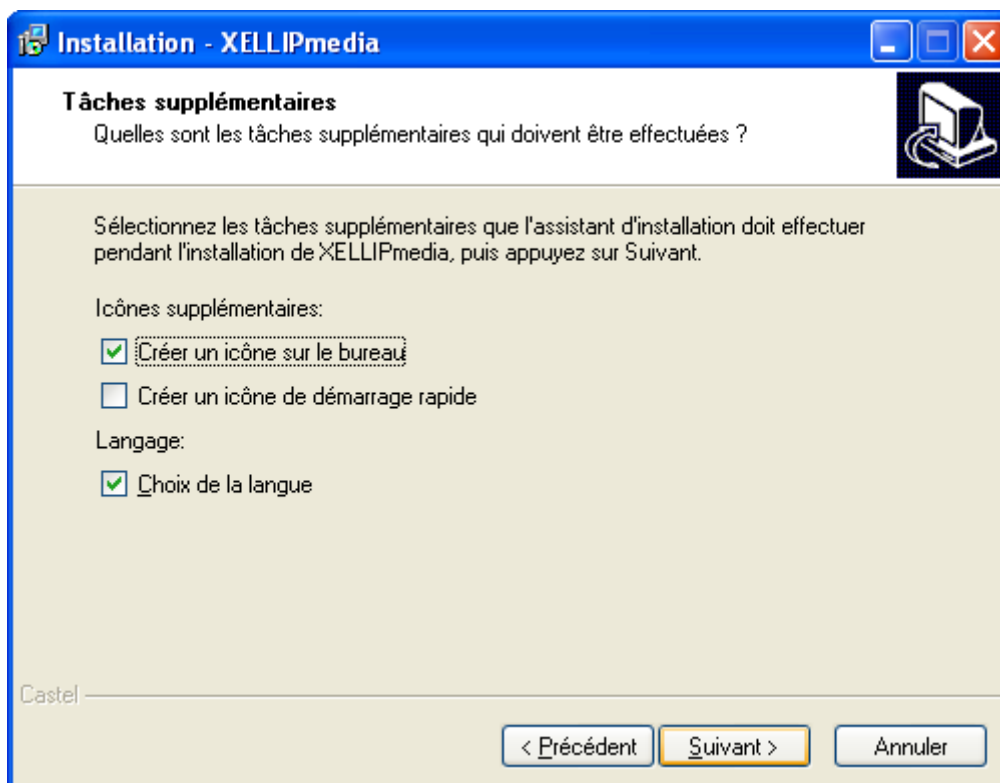 Installation - XELLIPmedia
Tâches supplémentaires
Quelles sont les tâches supplémentaires qui doivent être effectuées ?
Sélectionnez les tâches supplémentaires que l'assistant d'installation doit effectuer
pendant l'installation de XELLIPmedia, puis appuyez sur Suivant.
Icônes supplémentaires:
Créer un icône sur le bureau
Créer un icône de démarrage rapide
Langage:
Choix de la langue
Castel
< Précédent Suivant > Annuler